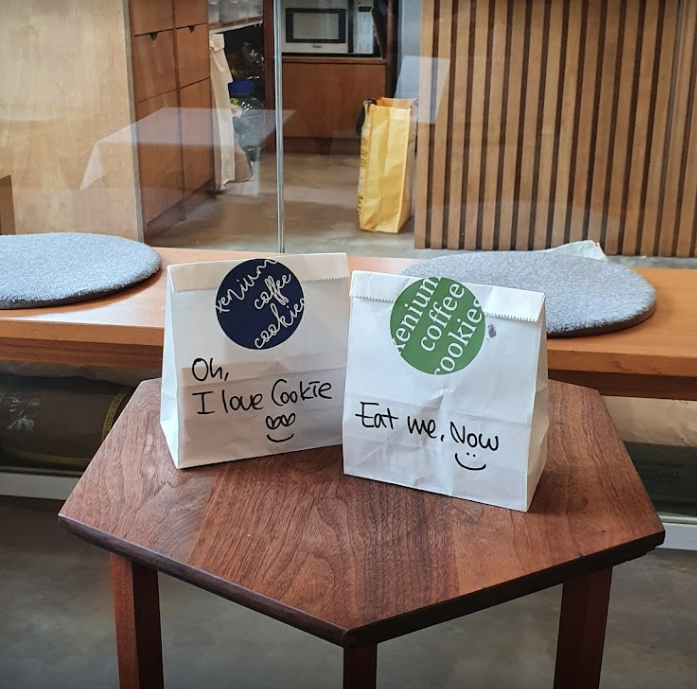 xenium
coffee
cookies
Oh,
I love Cookie
xenium
coffee
cookies
Eat me, Now